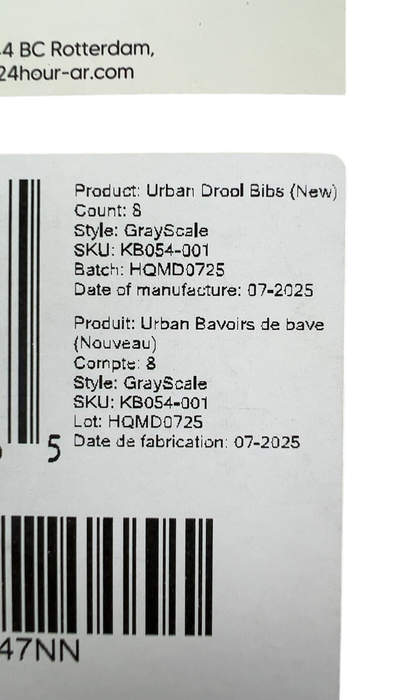 4 BC Rotterdam,
24hour-ar.com
Product: Urban Drool Bibs (New)
Count: 8
Style: GrayScale
SKU: KB054-001
Batch: HQMD0725
Date of manufacture: 07-2025
Produit: Urban Bavoirs de bave
(Nouveau)
Compte: 8
Style: GrayScale
SKU: KB054-001
Lot: HQMD0725
Date de fabrication: 07-2025
5
47NN